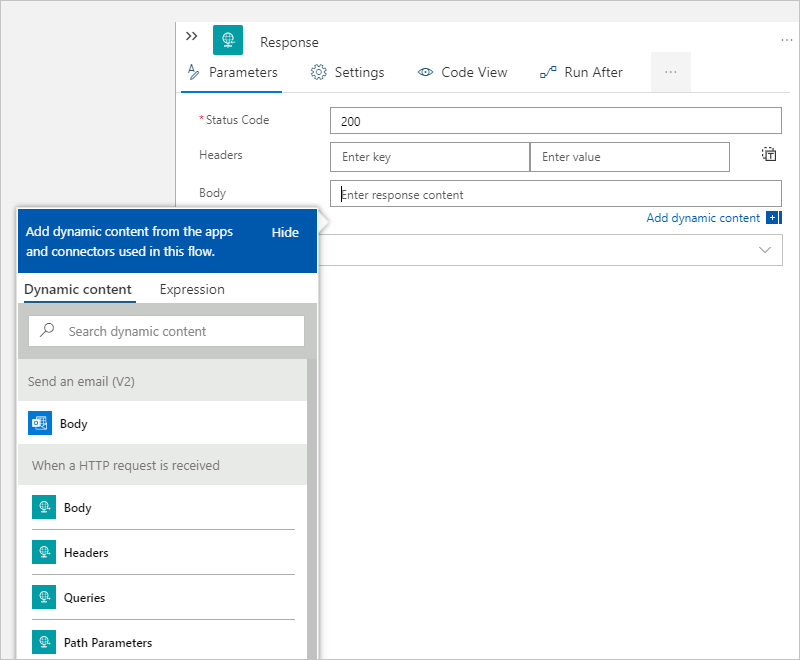 Response
Parameters
Settings
Code View
Run After
* Status Code
200
Headers
Enter key
Enter value
Body
Enter response content
Add dynamic content
Add dynamic content from the apps
and connectors used in this flow.
Hide
Dynamic content
Expression
Search dynamic content
Send an email (V2)
Body
When a HTTP request is received
Body
Headers
Queries
Path Parameters